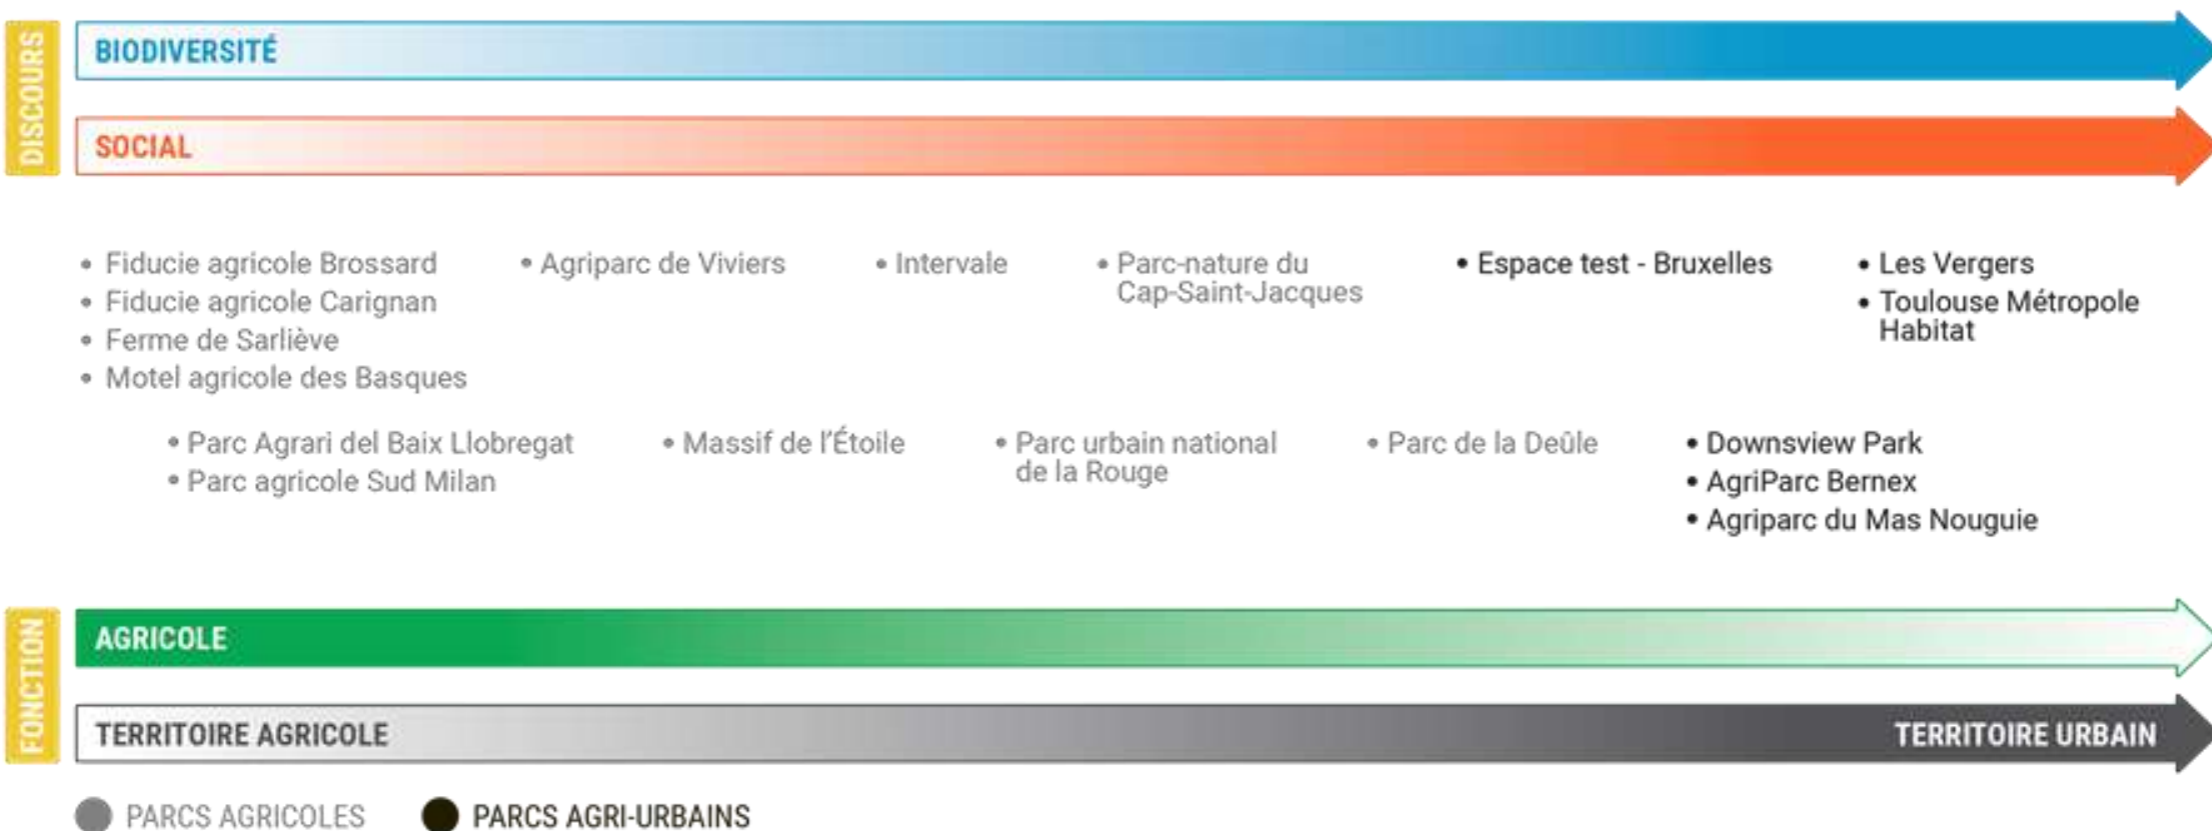 DISCOURS
BIODIVERSITÉ
SOCIAL
• Fiducie agricole Brossard
• Fiducie agricole Carignan
• Ferme de Sarliève
• Motel agricole des Basques
• Agriparc de Viviers
• Intervale
• Parc-nature du
Cap-Saint-Jacques
• Espace test - Bruxelles
• Les Vergers
• Toulouse Métropole
Habitat
• Parc Agrari del Baix Llobregat
• Parc agricole Sud Milan
• Massif de l'Étoile
• Parc urbain national
de la Rouge
• Parc de la Deûle
• Downsview Park
• AgriParc Bernex
• Agriparc du Mas Nouguie
FONCTION
AGRICOLE
TERRITOIRE AGRICOLE
TERRITOIRE URBAIN
PARCS AGRICOLES
PARCS AGRI-URBAINS